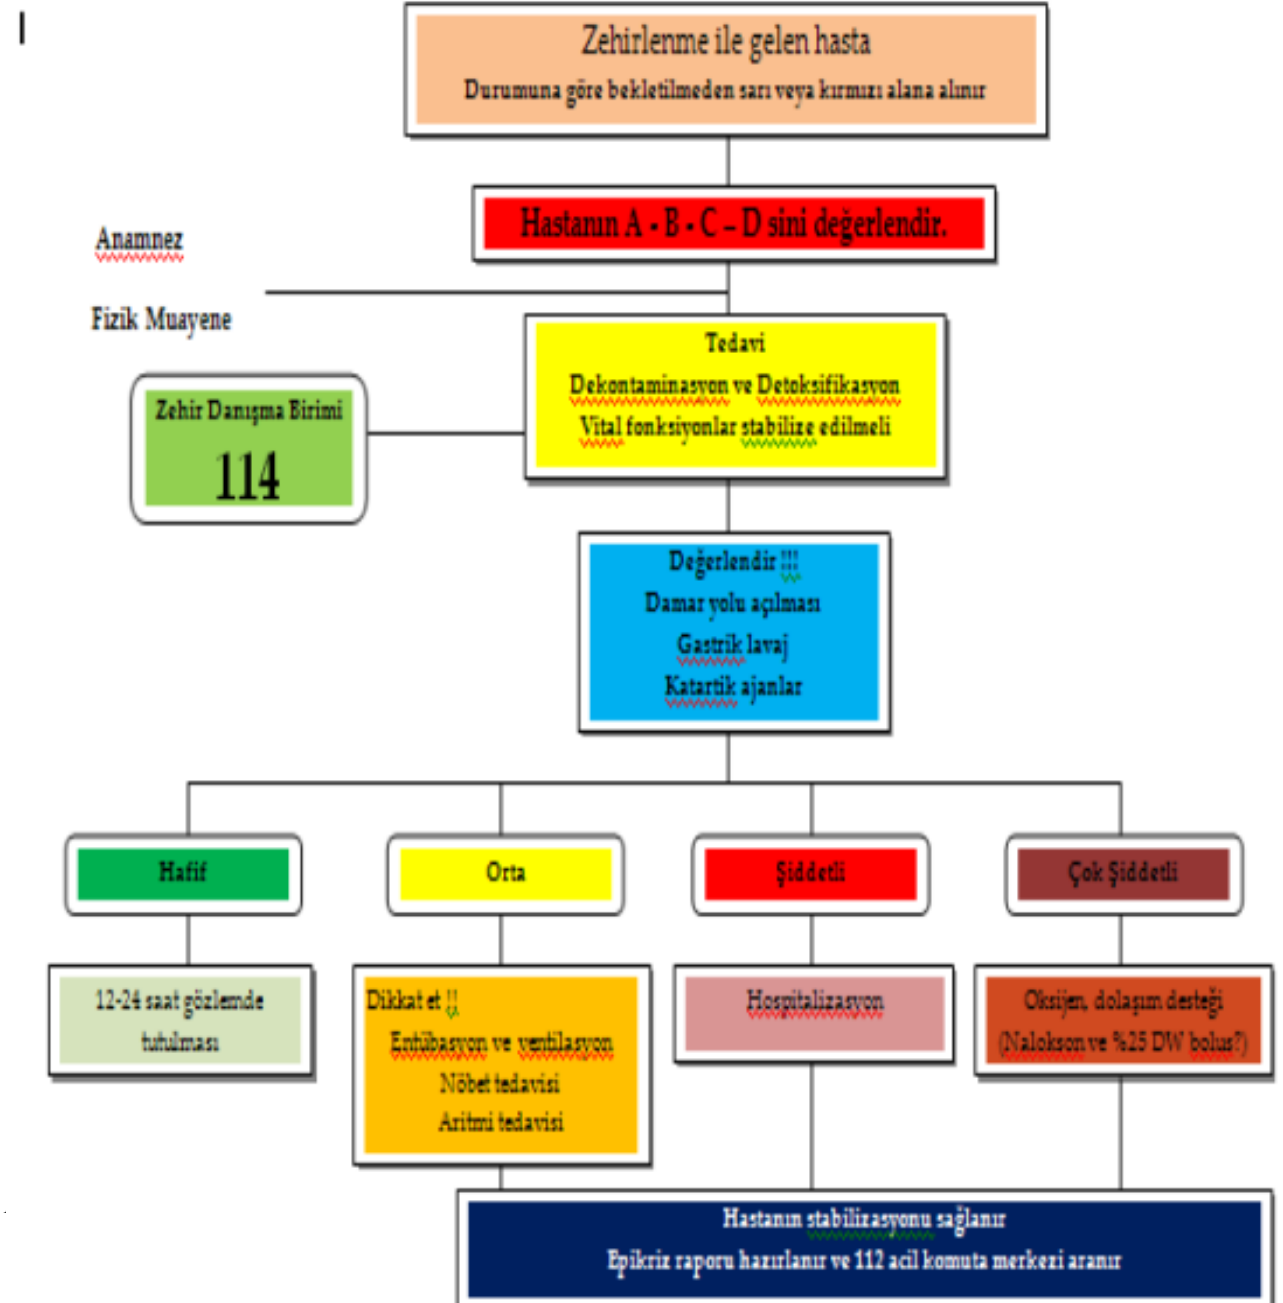 Zehirlenme ile gelen hasta
Durumuna göre bekletilmeden sarı veya kırmızı alana alınır
Hastanın A - B - C – D sini değerlendir.
Anamnez
Fizik Muayene
Tedavi
Dekontaminasyon ve Detoksifikasyon
Vital fonksiyonlar stabilize edilmeli
Zehir Danışma Birimi
114
Değerlendir !!!
Damar yolu açılması
Gastrik lavaj
Katartik ajanlar
Hafif
Orta
Şiddetli
Çok Şiddetli
12-24 saat gözlemde
tutulması
Dikkat et !!
Entübasyon ve ventilasyon
Nöbet tedavisi
Aritmi tedavisi
Hospitalizasyon
Oksijen, dolaşım desteği
(Nalokson ve %25 DW bolus?)
Hastanın stabilizasyonu sağlanır
Epikriz raporu hazırlanır ve 112 acil komuta merkezi aranır